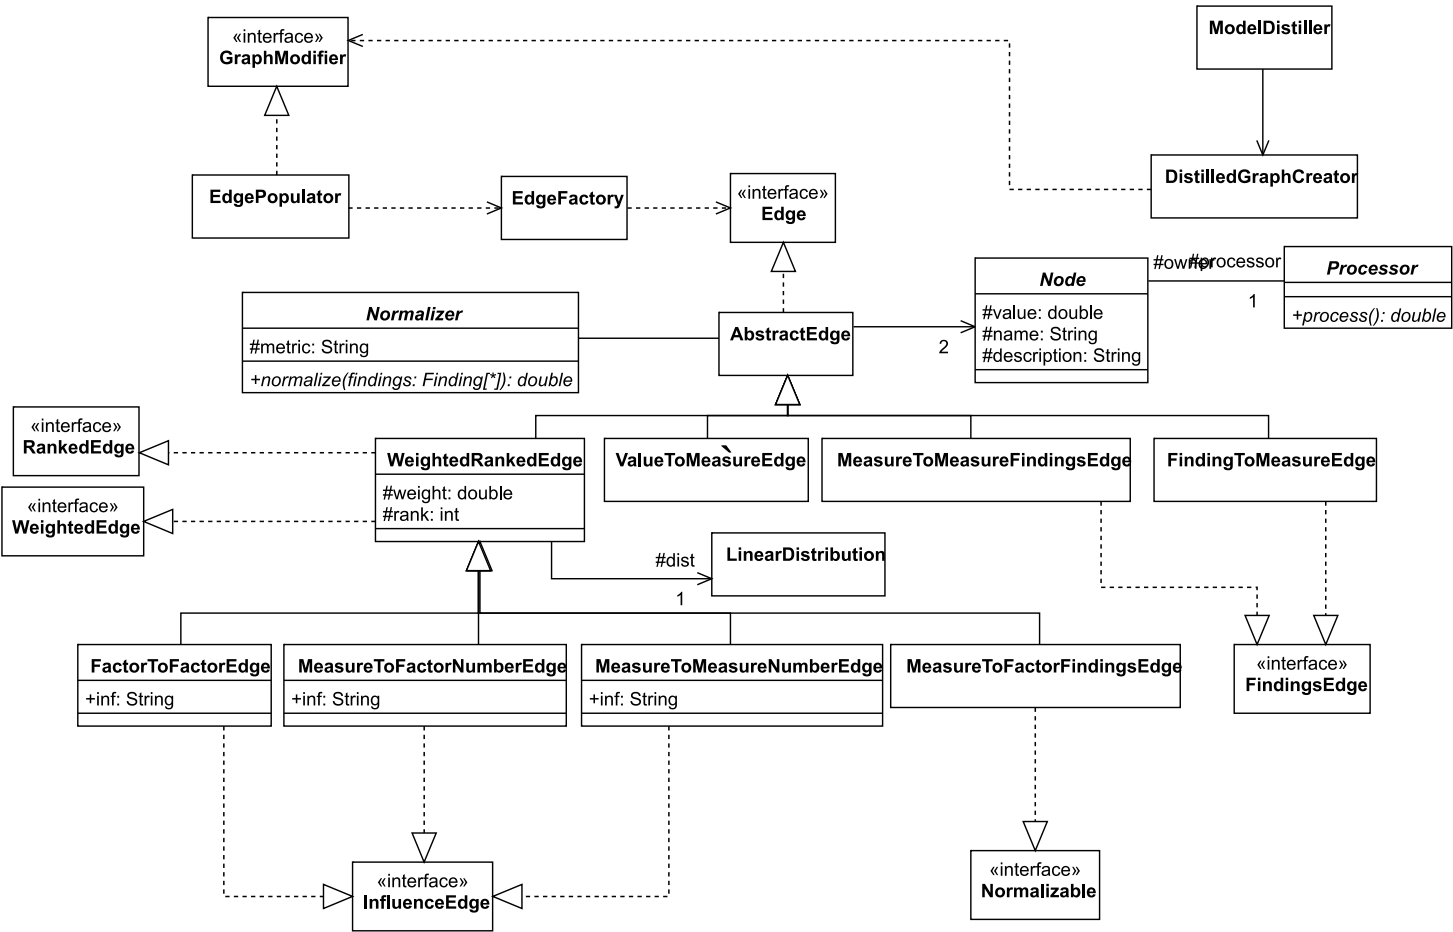 «interface»
GraphModifier
ModelDistiller
EdgePopulator
EdgeFactory
«interface»
Edge
DistilledGraphCreator
Normalizer
#metric: String
+normalize(findings: Finding[*]): double
AbstractEdge
2
Node
#value: double
#name: String
#description: String
#owner
#processor
1
Processor
+process(): double
«interface»
RankedEdge
«interface»
WeightedEdge
WeightedRankedEdge
#weight: double
#rank: int
ValueToMeasureEdge
MeasureToMeasureFindingsEdge
FindingToMeasureEdge
#dist
1
LinearDistribution
FactorToFactorEdge
+inf: String
MeasureToFactorNumberEdge
+inf: String
MeasureToMeasureNumberEdge
+inf: String
MeasureToFactorFindingsEdge
«interface»
FindingsEdge
«interface»
InfluenceEdge
«interface»
Normalizable